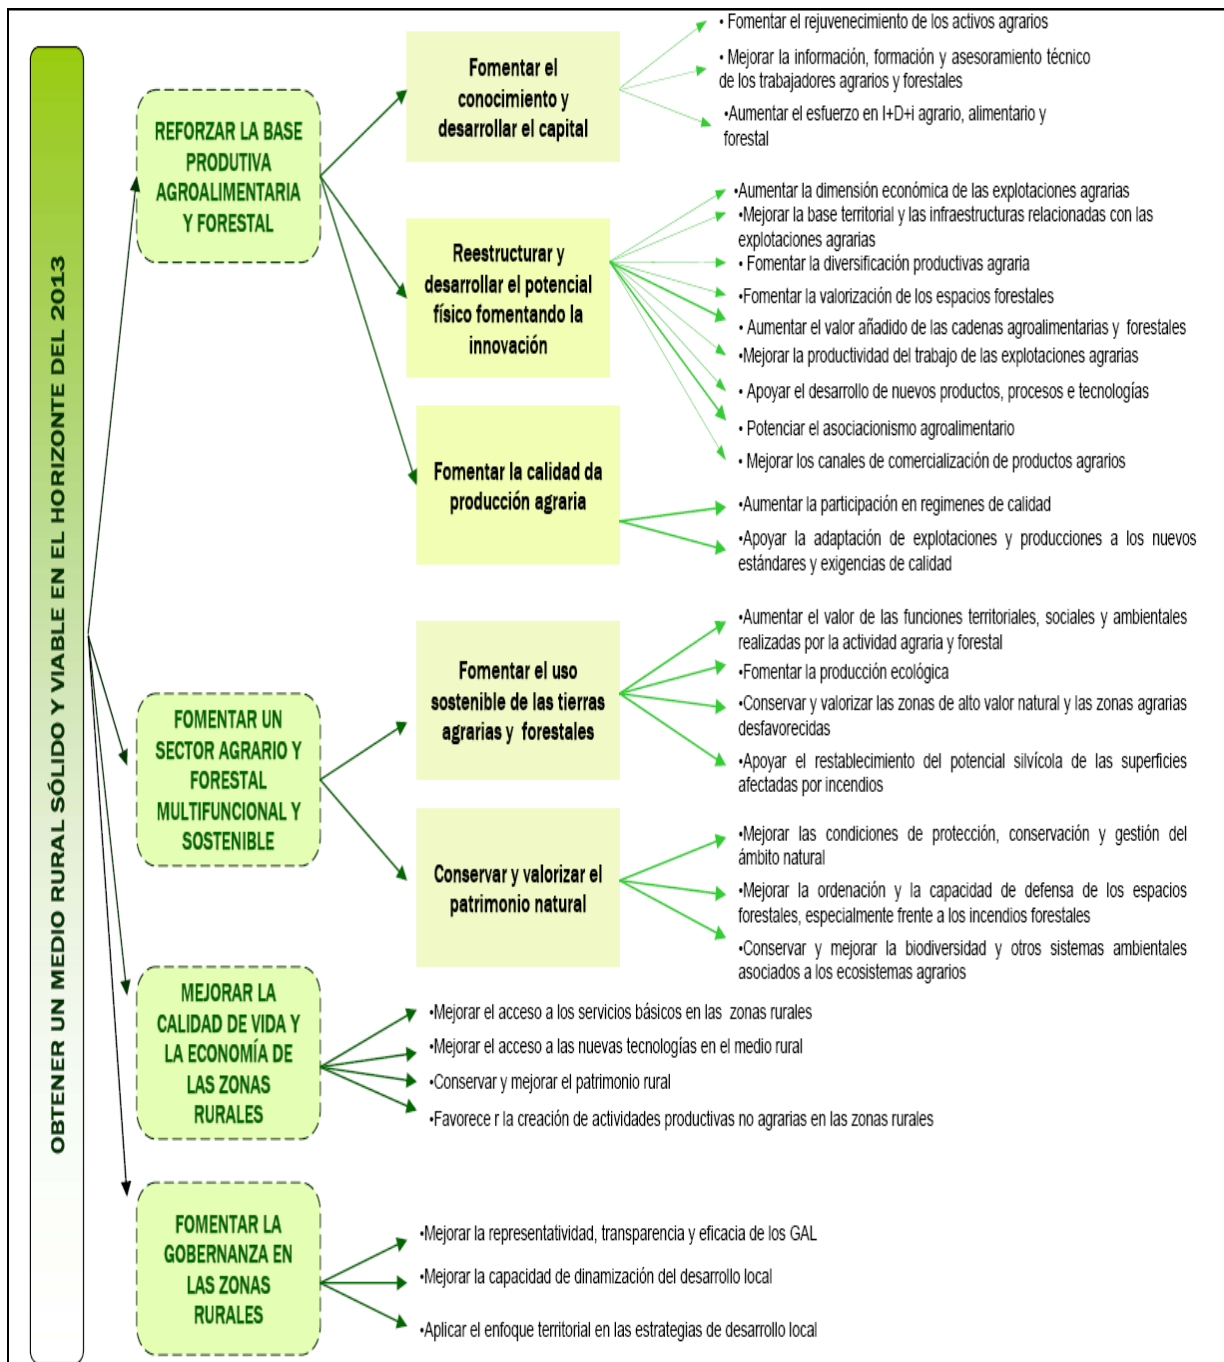 OBTENER UN MEDIO RURAL SÓLIDO Y VIABLE EN EL HORIZONTE DEL 2013
REFORZAR LA BASE
PRODUTIVA
AGROALIMENTARIA
Y FORESTAL
Fomentar el
conocimiento y
desarrollar el capital
• Fomentar el rejuvenecimiento de los activos agrarios
• Mejorar la información, formación y asesoramiento técnico
de los trabajadores agrarios y forestales
•Aumentar el esfuerzo en I+D+i agrario, alimentario y
forestal
Reestructurar y
desarrollar el potencial
físico fomentando la
innovación
•Aumentar la dimensión económica de las explotaciones agrarias
•Mejorar la base territorial y las infraestructuras relacionadas con las
explotaciones agrarias
• Fomentar la diversificación productivas agraria
•Fomentar la valorización de los espacios forestales
• Aumentar el valor añadido de las cadenas agroalimentarias y forestales
•Mejorar la productividad del trabajo de las explotaciones agrarias
• Apoyar el desarrollo de nuevos productos, procesos e tecnologías
• Potenciar el asociacionismo agroalimentario
• Mejorar los canales de comercialización de productos agrarios
Fomentar la calidad da
producción agraria
•Aumentar la participación en regimenes de calidad
•Apoyar la adaptación de explotaciones y producciones a los nuevos
estándares y exigencias de calidad
FOMENTAR UN
SECTOR AGRARIO Y
FORESTAL
MULTIFUNCIONAL Y
SOSTENIBLE
Fomentar el uso
sostenible de las tierras
agrarias y forestales
•Aumentar el valor de las funciones territoriales, sociales y ambientales
realizadas por la actividad agraria y forestal
•Fomentar la producción ecológica
•Conservar y valorizar las zonas de alto valor natural y las zonas agrarias
desfavorecidas
•Apoyar el restablecimiento del potencial silvícola de las superficies
afectadas por incendios
Conservar y valorizar el
patrimonio natural
•Mejorar las condiciones de protección, conservación y gestión del
ámbito natural
•Mejorar la ordenación y la capacidad de defensa de los espacios
forestales, especialmente frente a los incendios forestales
•Conservar y mejorar la biodiversidad y otros sistemas ambientales
asociados a los ecosistemas agrarios
MEJORAR LA
CALIDAD DE VIDA Y
LA ECONOMÍA DE
LAS ZONAS
RURALES
•Mejorar el acceso a los servicios básicos en las zonas rurales
•Mejorar el acceso a las nuevas tecnologías en el medio rural
•Conservar y mejorar el patrimonio rural
•Favorece r la creación de actividades productivas no agrarias en las zonas rurales
FOMENTAR LA
GOBERNANZA EN
LAS ZONAS
RURALES
•Mejorar la representatividad, transparencia y eficacia de los GAL
•Mejorar la capacidad de dinamización del desarrollo local
•Aplicar el enfoque territorial en las estrategias de desarrollo local